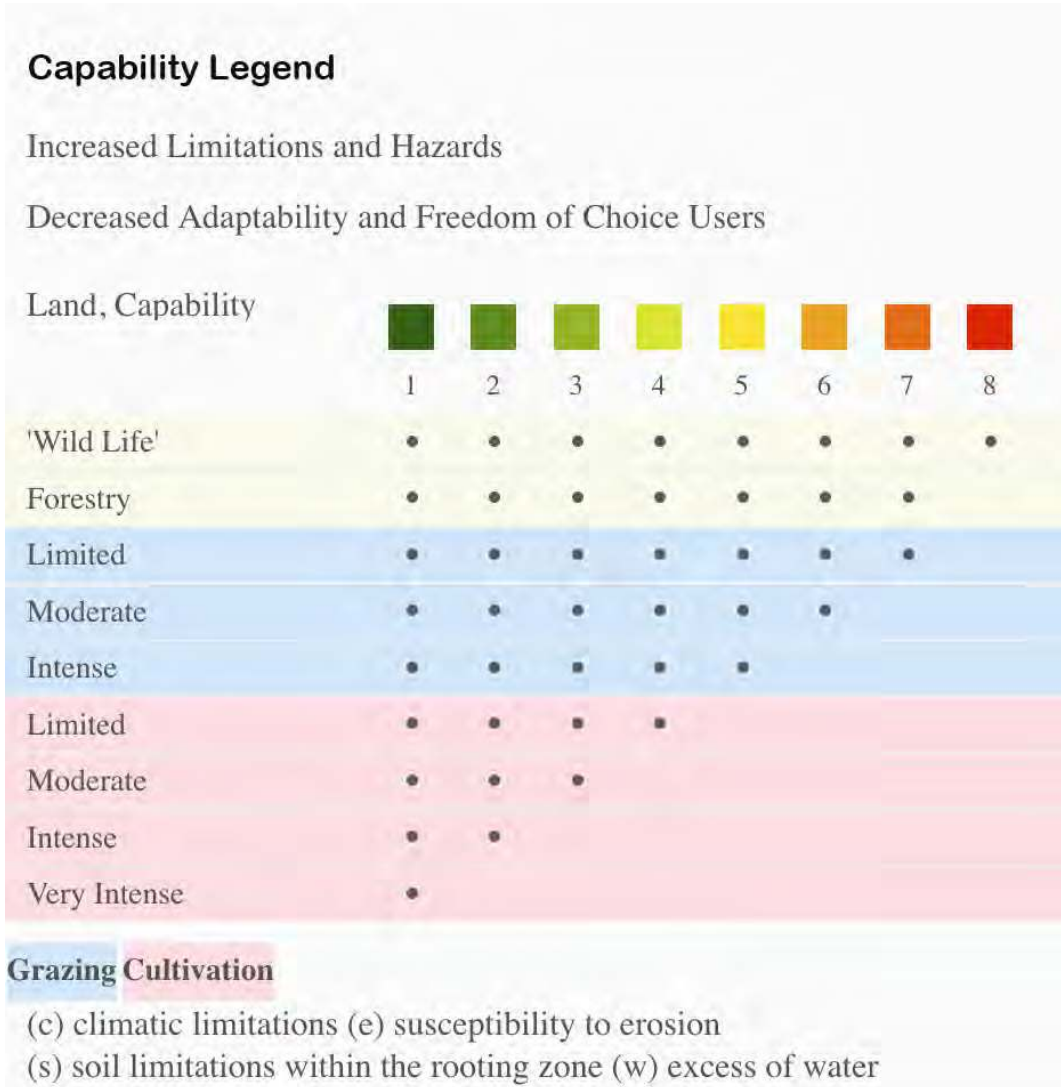 Capability Legend
Increased Limitations and Hazards
Decreased Adaptability and Freedom of Choice Users
Land, Capability
1 2 3 4 5 6 7 8
'Wild Life' • • • • • • • •
Forestry • • • • • • •
Limited • • • • • • •
Moderate • • • • • •
Intense • • • • •
Limited • • • •
Moderate • • •
Intense • •
Very Intense •
Grazing Cultivation
(c) climatic limitations (e) susceptibility to erosion
(s) soil limitations within the rooting zone (w) excess of water